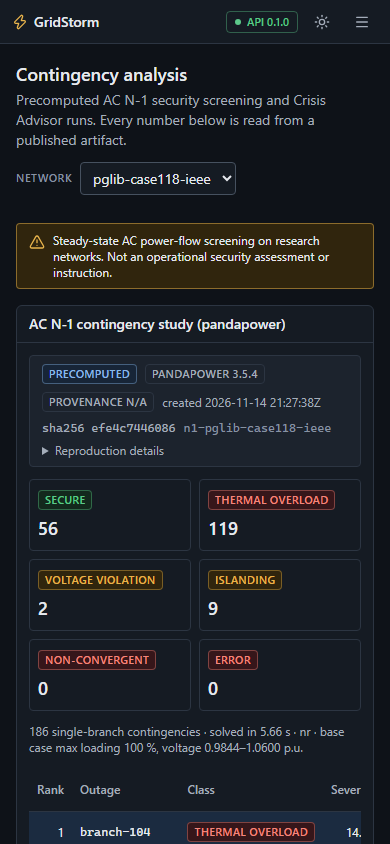 GridStorm
API 0.1.0
Contingency analysis
Precomputed AC N-1 security screening and Crisis
Advisor runs. Every number below is read from a
published artifact.
NETWORK pglib-case118-ieee
Steady-state AC power-flow screening on research
networks. Not an operational security assessment or
instruction.
AC N-1 contingency study (pandapower)
PRECOMPUTED PANDAPOWER 3.5.4
PROVENANCE N/A created 2026-11-14 21:27:38Z
sha256 efe4c7446086 n1-pglib-case118-ieee
Reproduction details
SECURE THERMAL OVERLOAD
56 119
VOLTAGE VIOLATION ISLANDING
2 9
NON-CONVERGENT ERROR
0 0
186 single-branch contingencies · solved in 5.66 s · nr · base
case max loading 100 %, voltage 0.9844–1.0600 p.u.
Rank Outage Class Sever
1 branch-104 THERMAL OVERLOAD 14.